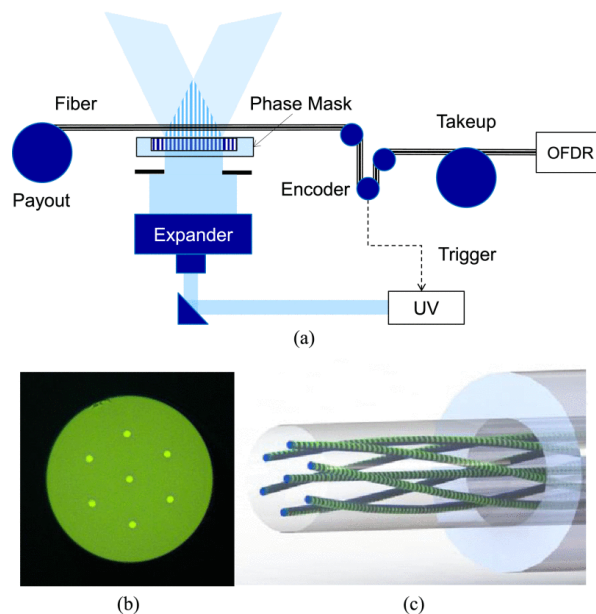 Fiber
Phase Mask
Takeup
OFDR
Payout
Encoder
Expander
Trigger
UV
(a)
(b)
(c)